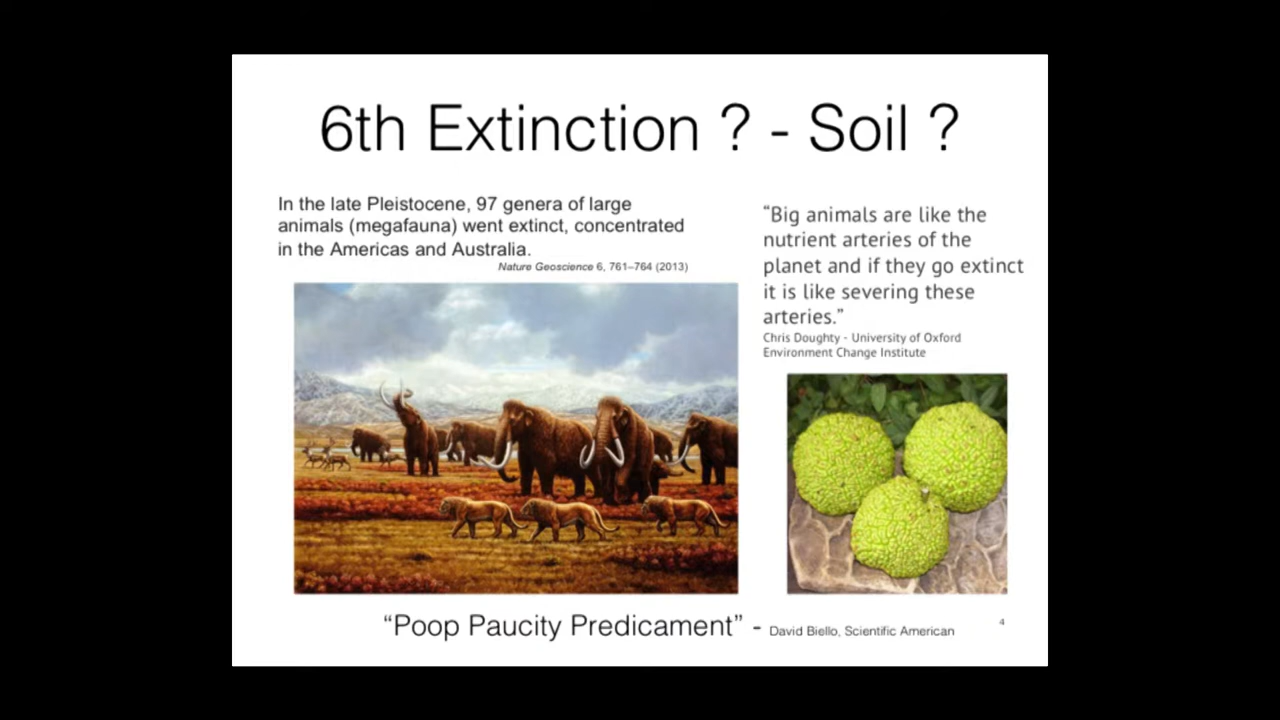 6th Extinction ? - Soil ?
In the late Pleistocene, 97 genera of large
animals (megafauna) went extinct, concentrated
in the Americas and Australia.
Nature Geoscience 6, 761–764 (2013)
“Big animals are like the
nutrient arteries of the
planet and if they go extinct
it is like severing these
arteries.”
Chris Doughty - University of Oxford
Environment Change Institute
“Poop Paucity Predicament” - David Biello, Scientific American
4